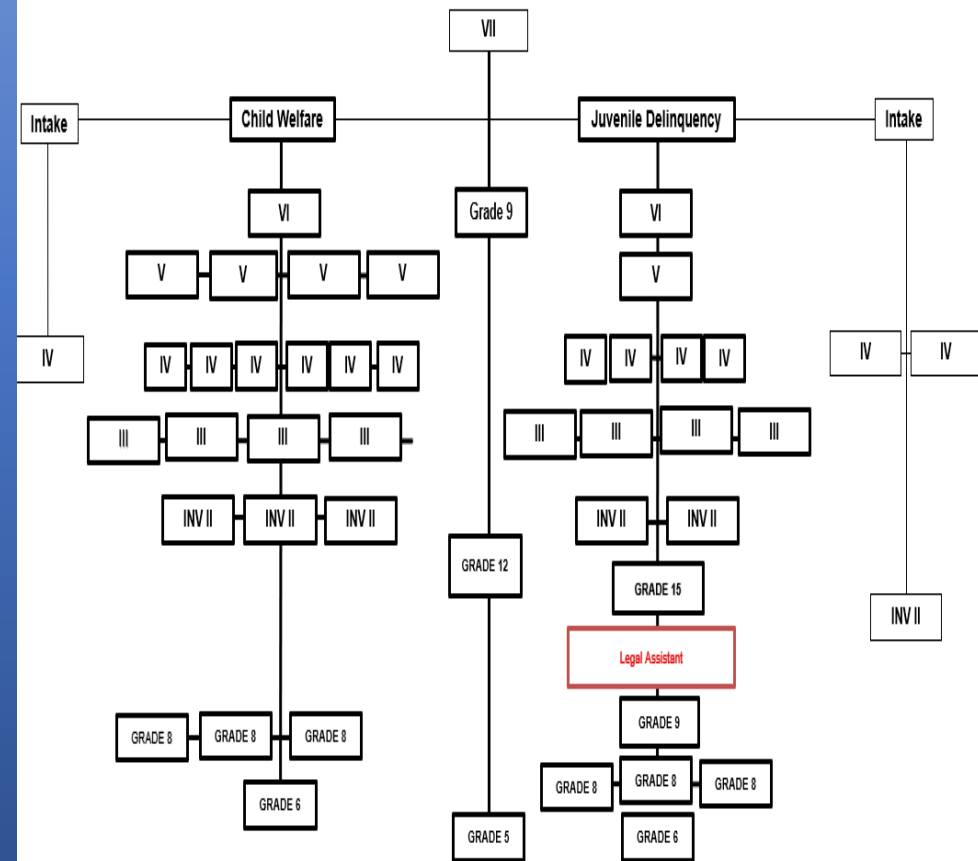 VII
Intake
Child Welfare
Juvenile Delinquency
Intake
VI
Grade 9
VI
V V V V
V
IV
IV IV IV IV IV IV
IV IV IV IV
IV IV
III III III III
III III III III
INV II INV II INV II
INV II INV II
GRADE 12
GRADE 15
INV II
Legal Assistant
GRADE 8 GRADE 8 GRADE 8
GRADE 9
GRADE 8 GRADE 8 GRADE 8
GRADE 6
GRADE 5
GRADE 6